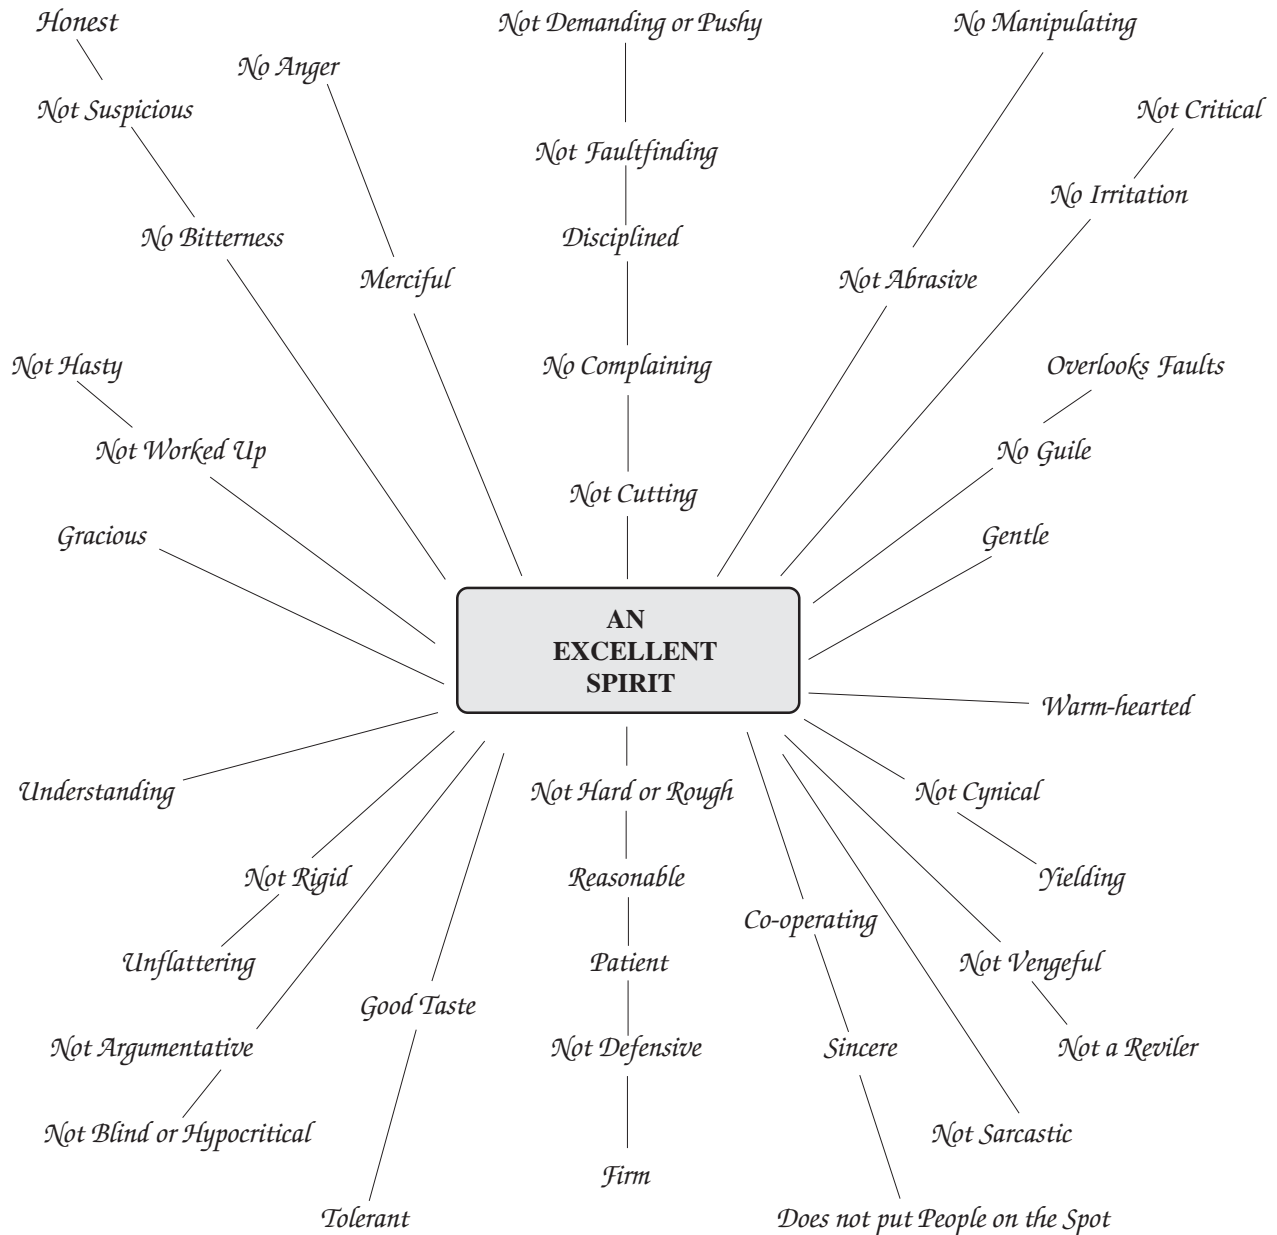 Honest
Not Demanding or Pushy
No Manipulating
No Anger
Not Suspicious
Not Critical
Not Faultfinding
No Irritation
No Bitterness
Disciplined
Merciful
Not Abrasive
Not Hasty
No Complaining
Overlooks Faults
Not Worked Up
No Guile
Not Cutting
Gracious
Gentle
AN
EXCELLENT
SPIRIT
Warm-hearted
Understanding
Not Hard or Rough
Not Cynical
Not Rigid
Reasonable
Yielding
Co-operating
Unflattering
Patient
Not Vengeful
Good Taste
Not Argumentative
Not Defensive
Sincere
Not a Reviler
Not Blind or Hypocritical
Not Sarcastic
Firm
Tolerant
Does not put People on the Spot